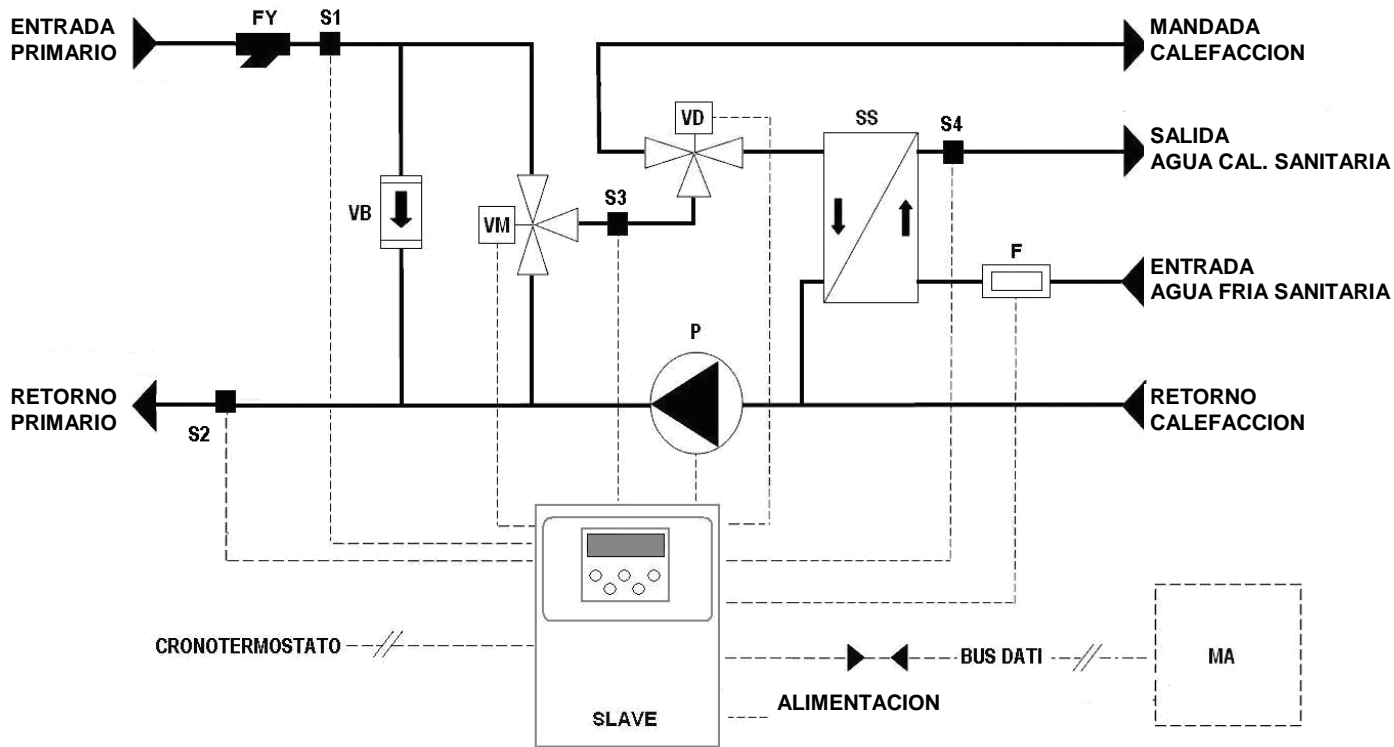 ENTRADA
PRIMARIO
FY
S1
MANDADA
CALEFACCION
VD
SS
S4
SALIDA
AGUA CAL. SANITARIA
VB
VM
S3
F
ENTRADA
AGUA FRIA SANITARIA
P
RETORNO
PRIMARIO
S2
RETORNO
CALEFACCION
CRONOTERMOSTATO
BUS DATI
MA
ALIMENTACION
SLAVE